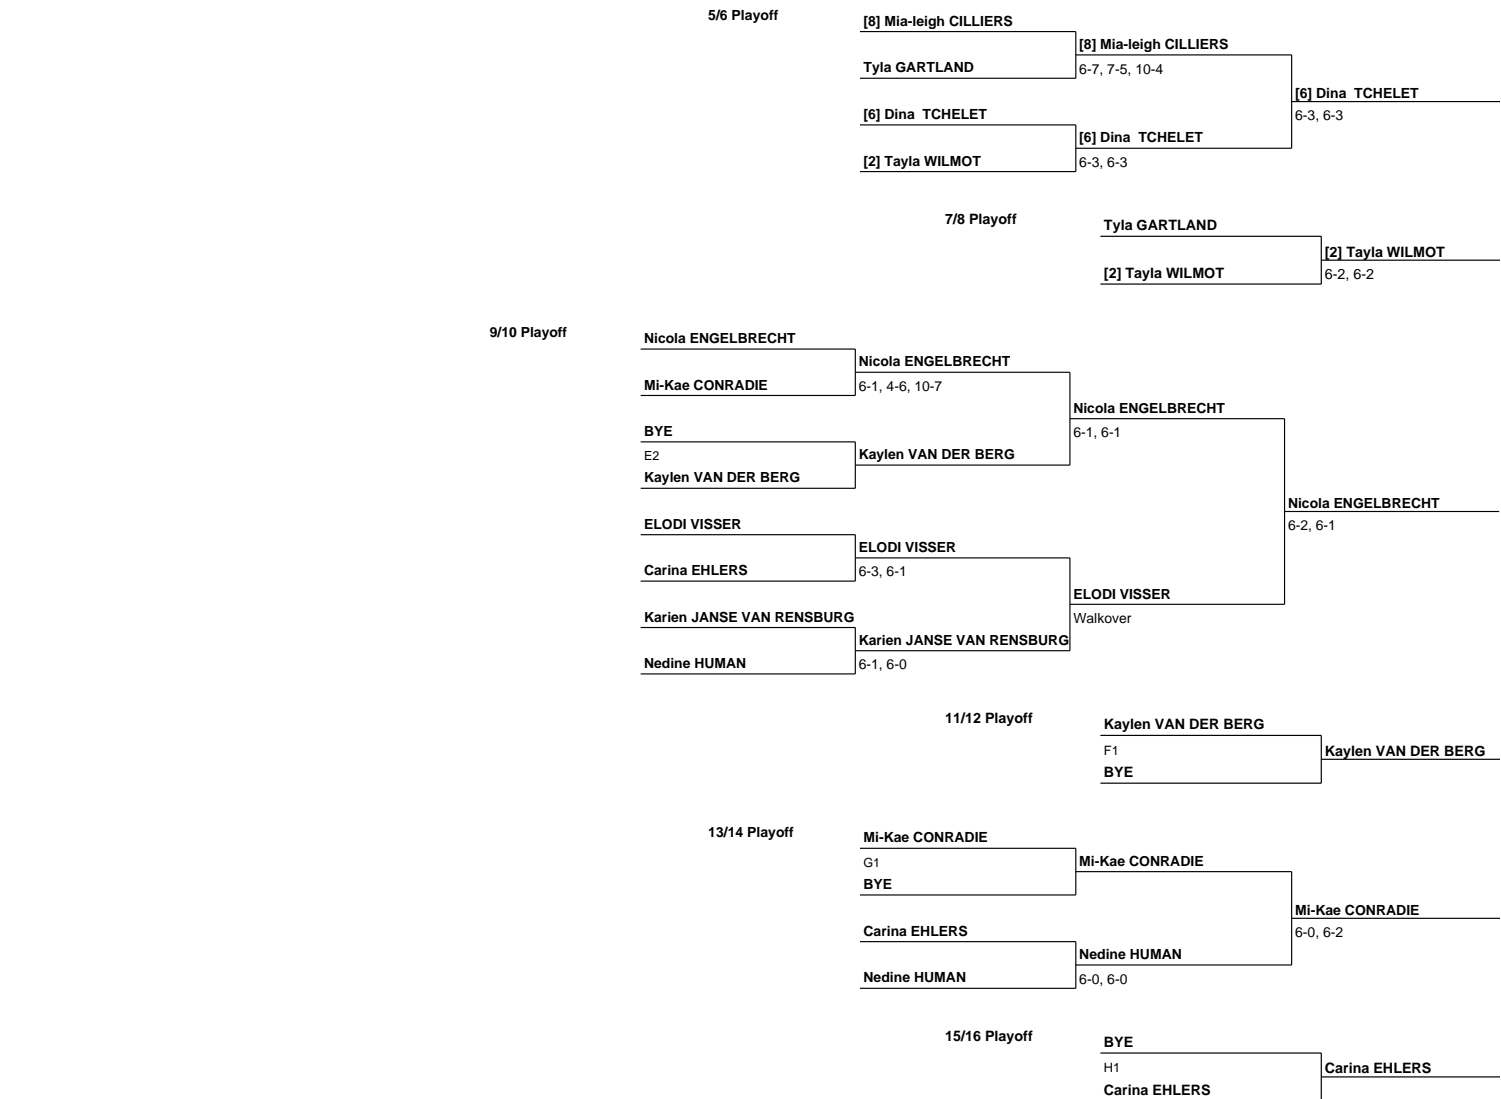 5/6 Playoff
[8] Mia-leigh CILLIERS
[8] Mia-leigh CILLIERS
Tyla GARTLAND
6-7, 7-5, 10-4
[6] Dina  TCHELET
6-3, 6-3
[6] Dina  TCHELET
[6] Dina  TCHELET
[2] Tayla WILMOT
6-3, 6-3
7/8 Playoff
Tyla GARTLAND
[2] Tayla WILMOT
[2] Tayla WILMOT
6-2, 6-2
9/10 Playoff
Nicola ENGELBRECHT
Nicola ENGELBRECHT
Mi-Kae CONRADIE
6-1, 4-6, 10-7
Nicola ENGELBRECHT
6-1, 6-1
BYE
E2
Kaylen VAN DER BERG
Kaylen VAN DER BERG
Nicola ENGELBRECHT
6-2, 6-1
ELODI VISSER
ELODI VISSER
Carina EHLERS
6-3, 6-1
ELODI VISSER
Walkover
Karien JANSE VAN RENSBURG
Karien JANSE VAN RENSBURG
Nedine HUMAN
6-1, 6-0
11/12 Playoff
Kaylen VAN DER BERG
F1
Kaylen VAN DER BERG
BYE
13/14 Playoff
Mi-Kae CONRADIE
G1
Mi-Kae CONRADIE
BYE
Mi-Kae CONRADIE
6-0, 6-2
Carina EHLERS
Nedine HUMAN
Nedine HUMAN
6-0, 6-0
15/16 Playoff
BYE
H1
Carina EHLERS
Carina EHLERS